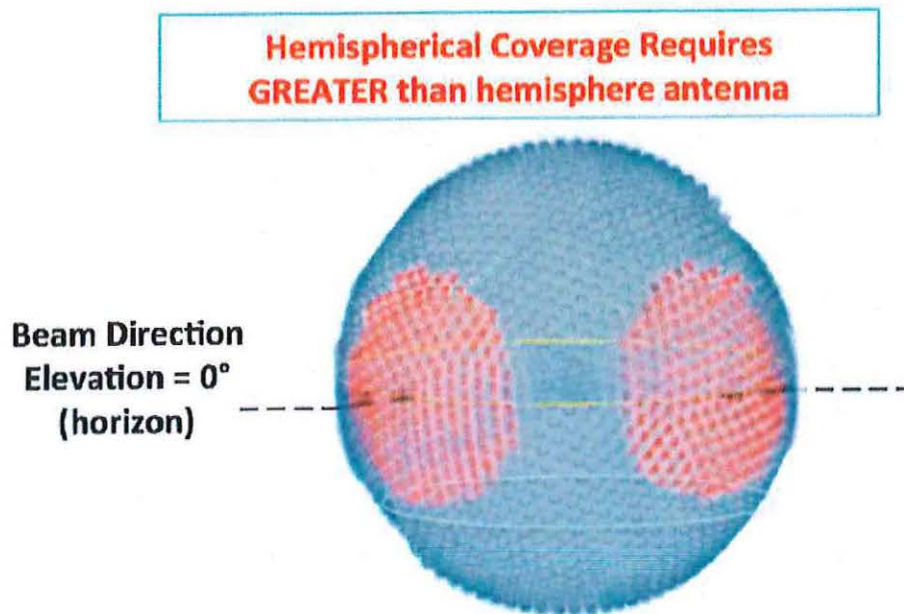 Hemispherical Coverage Requires
GREATER than hemisphere antenna
Beam Direction
Elevation = 0°
(horizon)